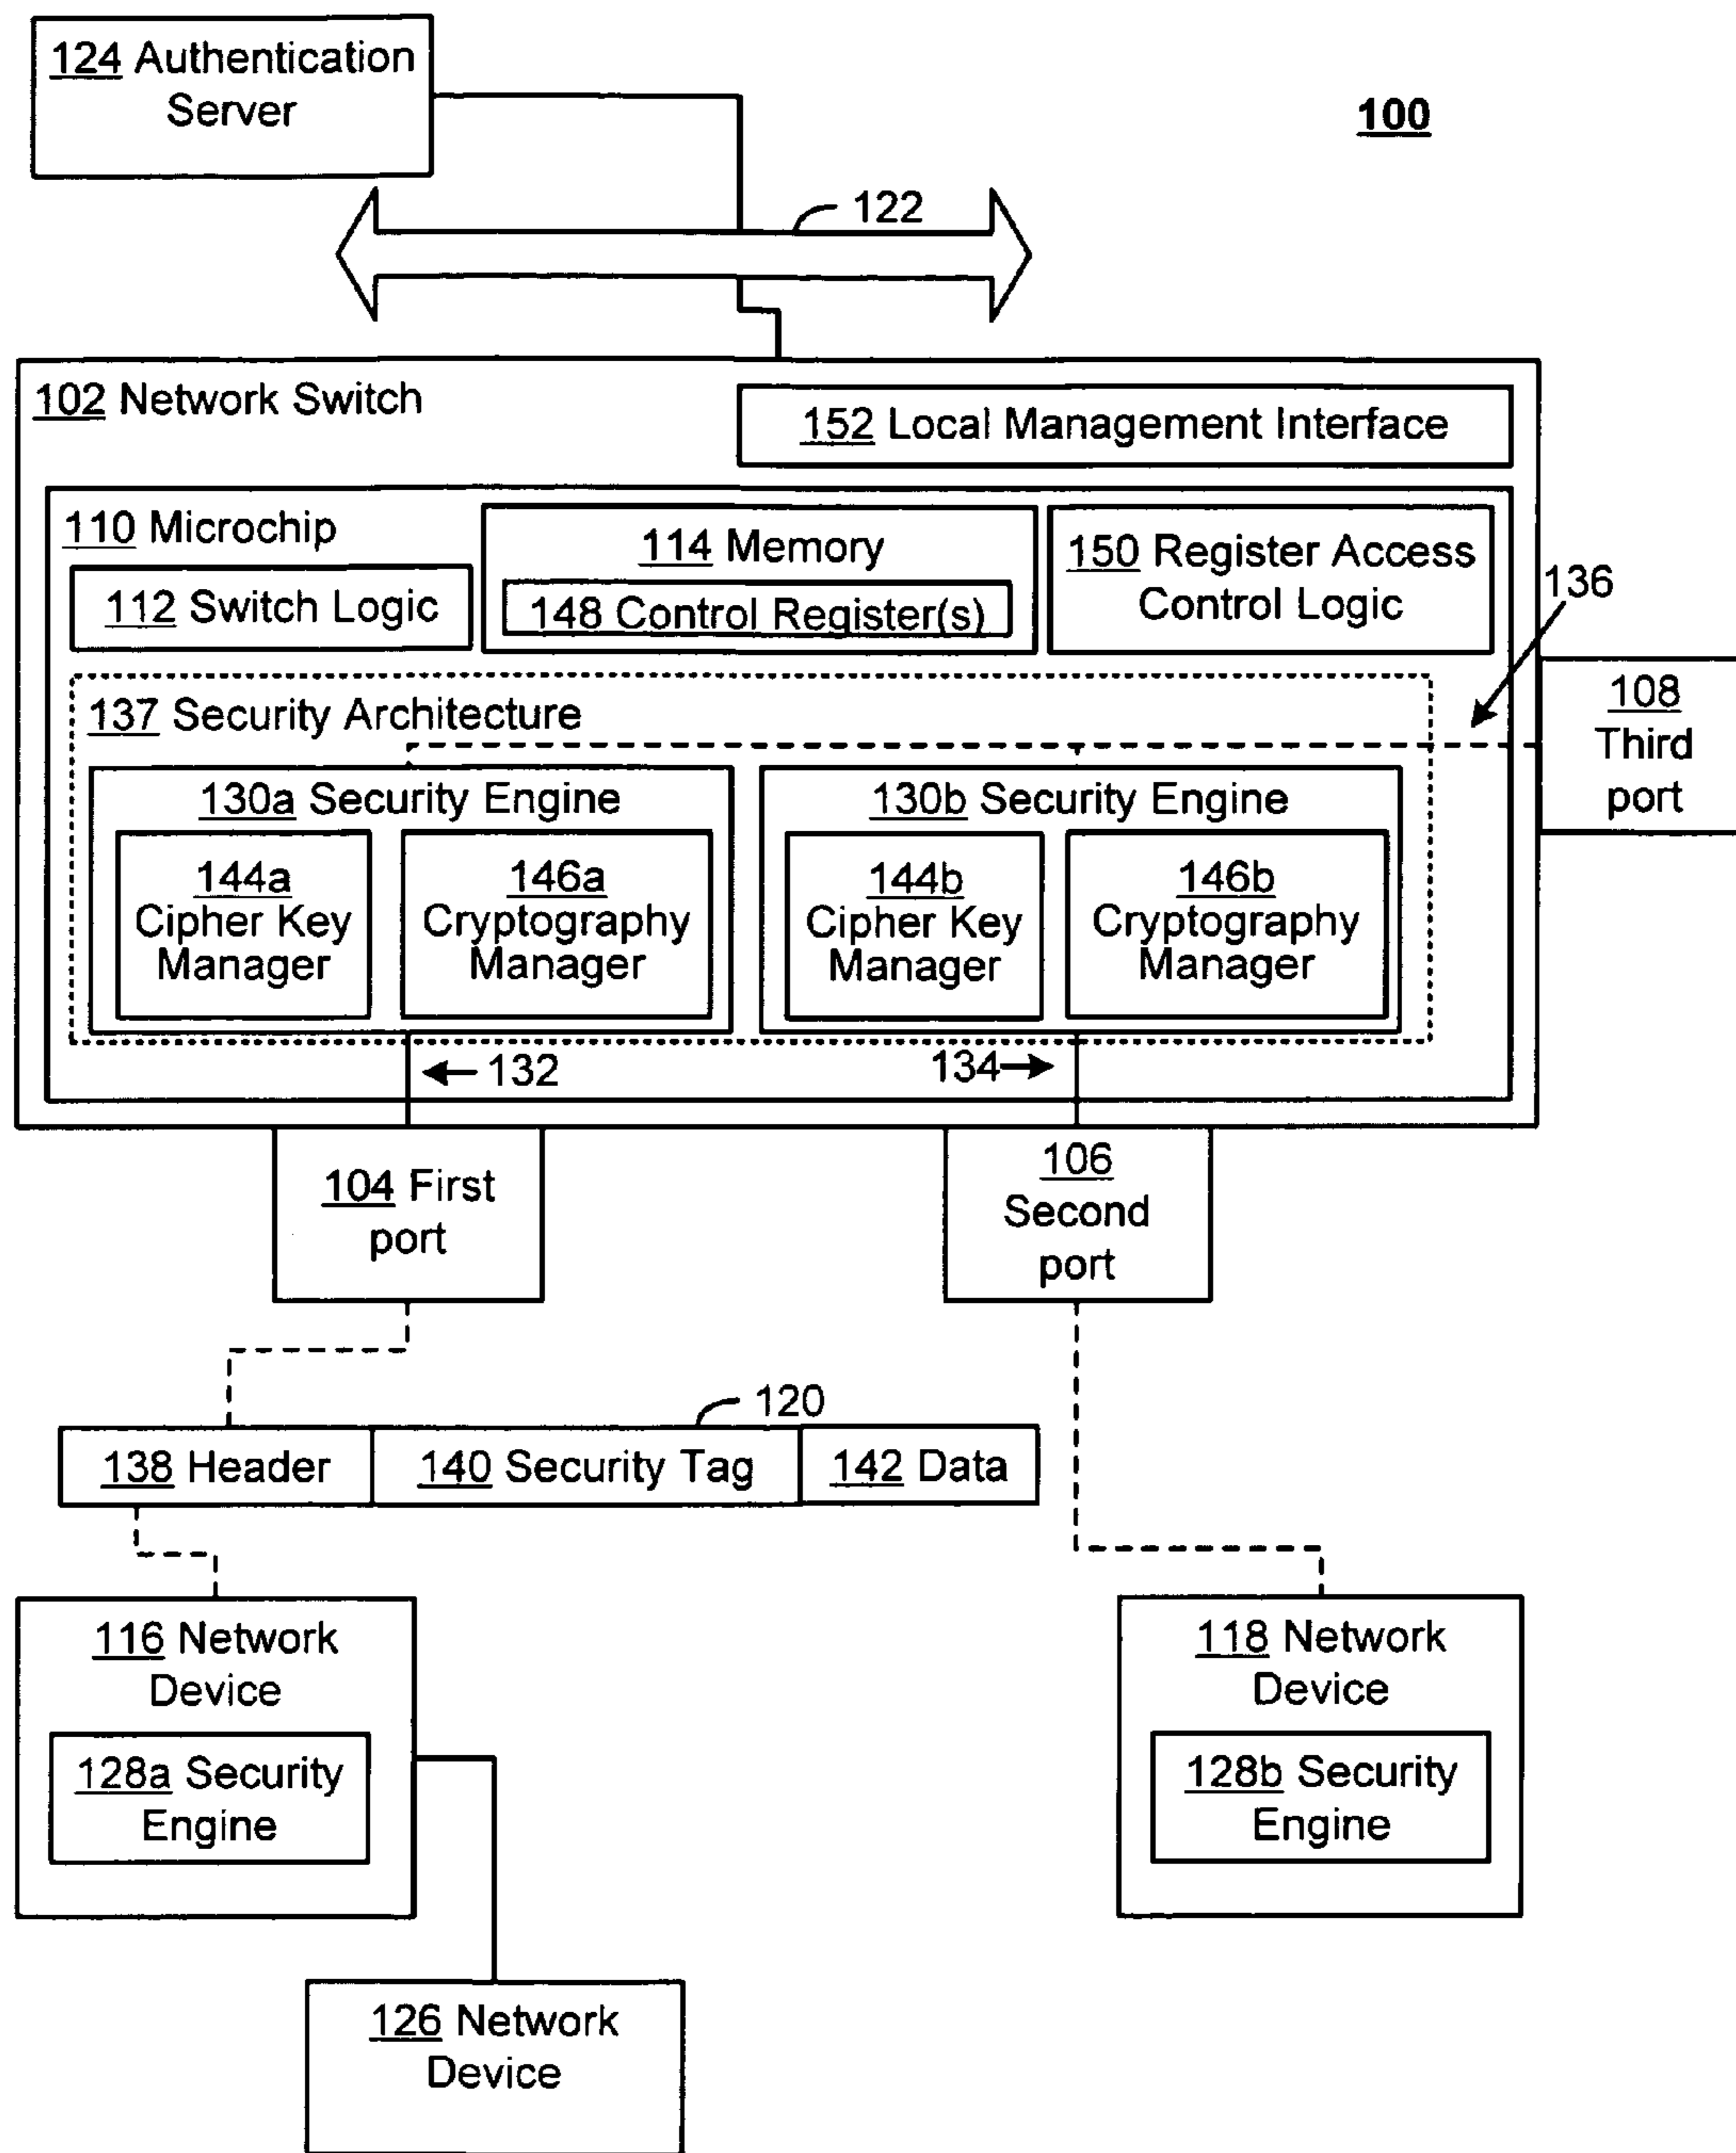 124 Authentication
Server
100
122
102 Network Switch
152 Local Management Interface
110 Microchip
112 Switch Logic
114 Memory
148 Control Register(s)
150 Register Access
Control Logic
136
137 Security Architecture
108
Third
port
130a Security Engine
144a
Cipher Key
Manager
146a
Cryptography
Manager
130b Security Engine
144b
Cipher Key
Manager
146b
Cryptography
Manager
132
134
104 First
port
106
Second
port
120
138 Header
140 Security Tag
142 Data
116 Network
Device
128a Security
Engine
118 Network
Device
128b Security
Engine
126 Network
Device